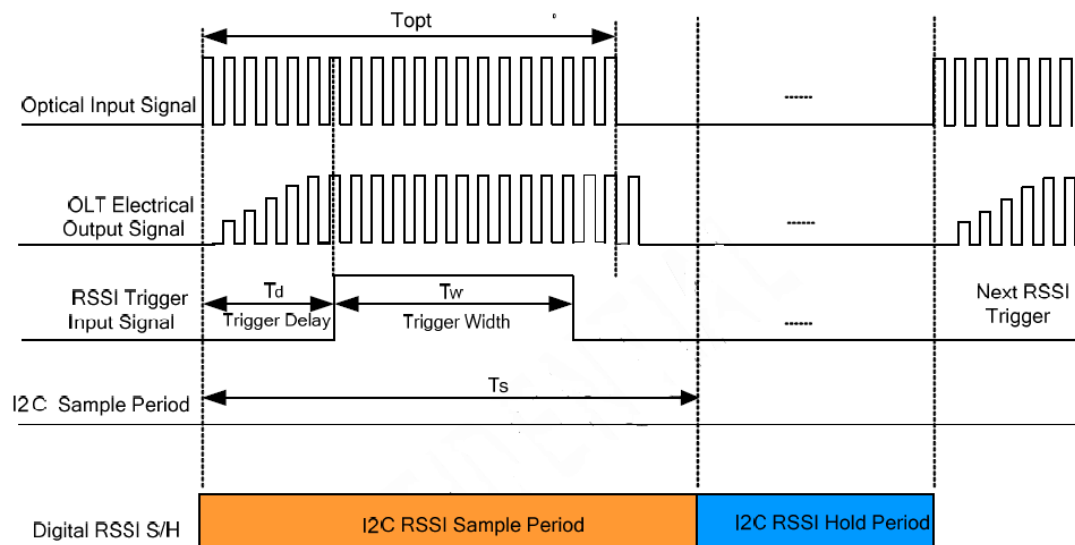 Topt
Optical Input Signal
......
OLT Electrical
Output Signal
......
RSSI Trigger
Input Signal
Td
Trigger Delay
Tw
Trigger Width
......
Next RSSI
Trigger
Ts
I2C Sample Period
Digital RSSI S/H
I2C RSSI Sample Period
I2C RSSI Hold Period